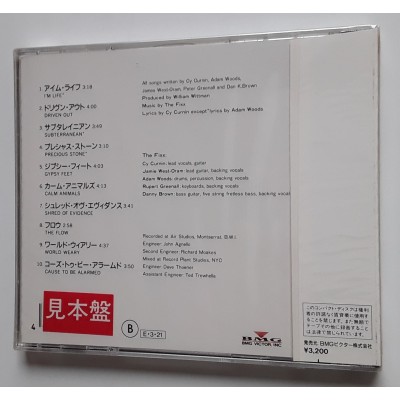 1 アイム・ライフ 3:18
"I'M LIFE"
2 ドリヴン・アウト 4:00
DRIVEN OUT
3 サブタレイニアン 3:49
SUBTERRANEAN
4 プレシャス・ストーン 3:10
PRECIOUS STONE
5 ジプシー・フィート 4:03
GYPSY FEET
6 カーム・アニマルズ 4:13
CALM ANIMALS
7 シュレッド・オヴ・エヴィダンス 3:41
SHRED OF EVIDENCE
8 フロウ 4:58
THE FLOW
9 ワールド・ウィアリー 4:37
WORLD WEARY
10 コーズ・トゥ・ビー・アラームド 4:36
CAUSE TO BE ALARMED
All songs written by Cy Curnin, Adam Woods,
Jamie West-Oram, Peter Greenall and Dan K.Brown
Produced by William Wittman
Music by The Fixx
Lyrics by Cy Curnin except "lyrics by Adam Woods
The Fixx:
Cy Curnin, lead vocals, guitar
Jamie West-Oram, lead guitar, backing vocals
Adam Woods, drums, percussion, backing vocals
Rupert Greenall, keyboards, backing vocals
Danny Brown, bass guitar, five string fretless bass, backing vocals
Recorded at Air Studios, Montserrat,
Engineer: John Agnello
Second Engineer: Richard Moakes
Mixed at Record Plant Studios, NYC
Engineer: Dave Thoener
Assistant Engineer: Ted Trewhella
見本盤
4
B
E・3・21
BMG
BMG VICTOR, INC.
発売元 BMGビクター株式会社
¥3,200